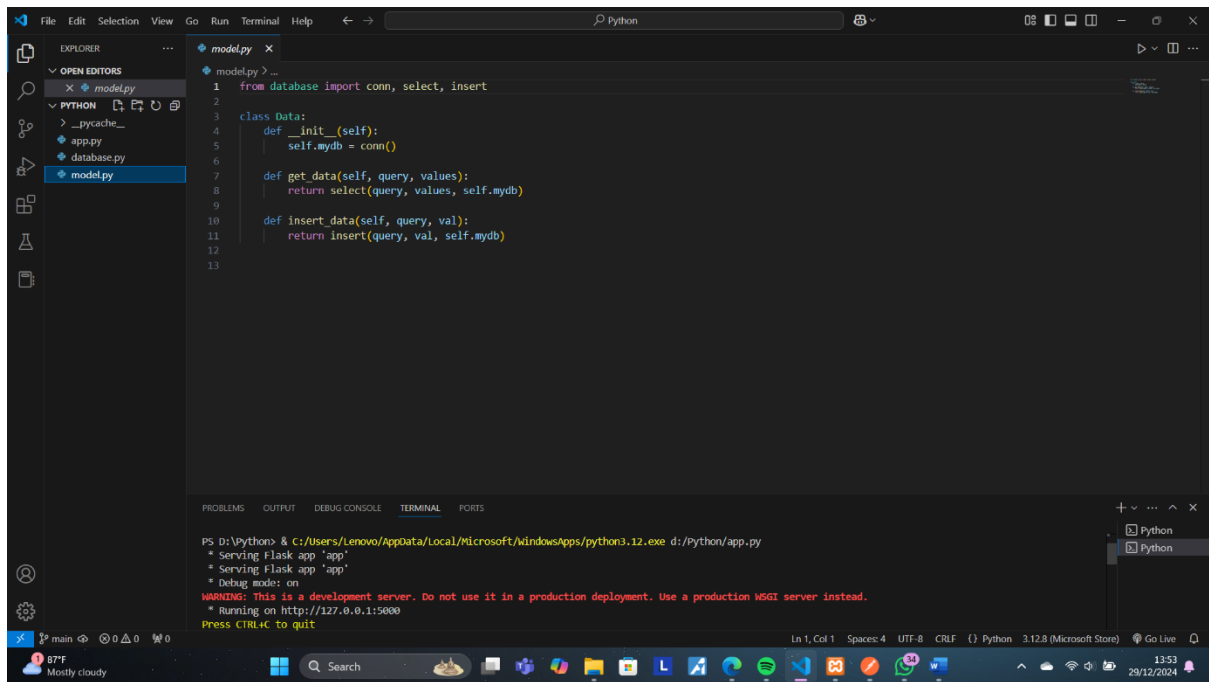 File Edit Selection View Go Run Terminal Help
Python
EXPLORER
OPEN EDITORS
model.py
PYTHON
__pycache__
app.py
database.py
model.py
model.py
model.py > ...
1 from database import conn, select, insert
2
3 class Data:
4 def __init__(self):
5 self.mydb = conn()
6
7 def get_data(self, query, values):
8 return select(query, values, self.mydb)
9
10 def insert_data(self, query, val):
11 return insert(query, val, self.mydb)
12
13
PROBLEMS OUTPUT DEBUG CONSOLE TERMINAL PORTS
PS D:\Python> & C:/Users/Lenovo/AppData/Local/Microsoft/WindowsApps/python3.12.exe d:/Python/app.py
* Serving Flask app 'app'
* Serving Flask app 'app'
* Debug mode: on
WARNING: This is a development server. Do not use it in a production deployment. Use a production WSGI server instead.
* Running on http://127.0.0.1:5000
Press CTRL+C to quit
Python
Python
main 0 0 0 Ln 1, Col 1 Spaces: 4 UTF-8 CRLF {} Python 3.12.8 (Microsoft Store) Go Live
1 87°F
Mostly cloudy
Search
34
13:53
29/12/2024